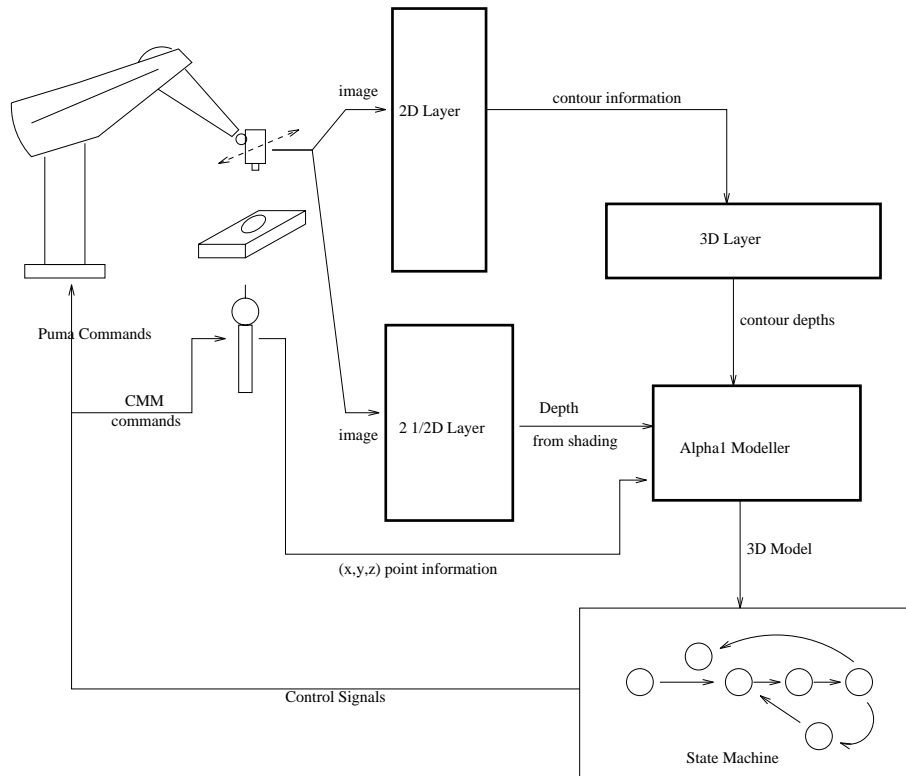 image
2D Layer
contour information
3D Layer
Puma Commands
contour depths
CMM
commands
image
2 1/2D Layer
Depth
from shading
Alpha1 Modeller
(x,y,z) point information
3D Model
Control Signals
State Machine